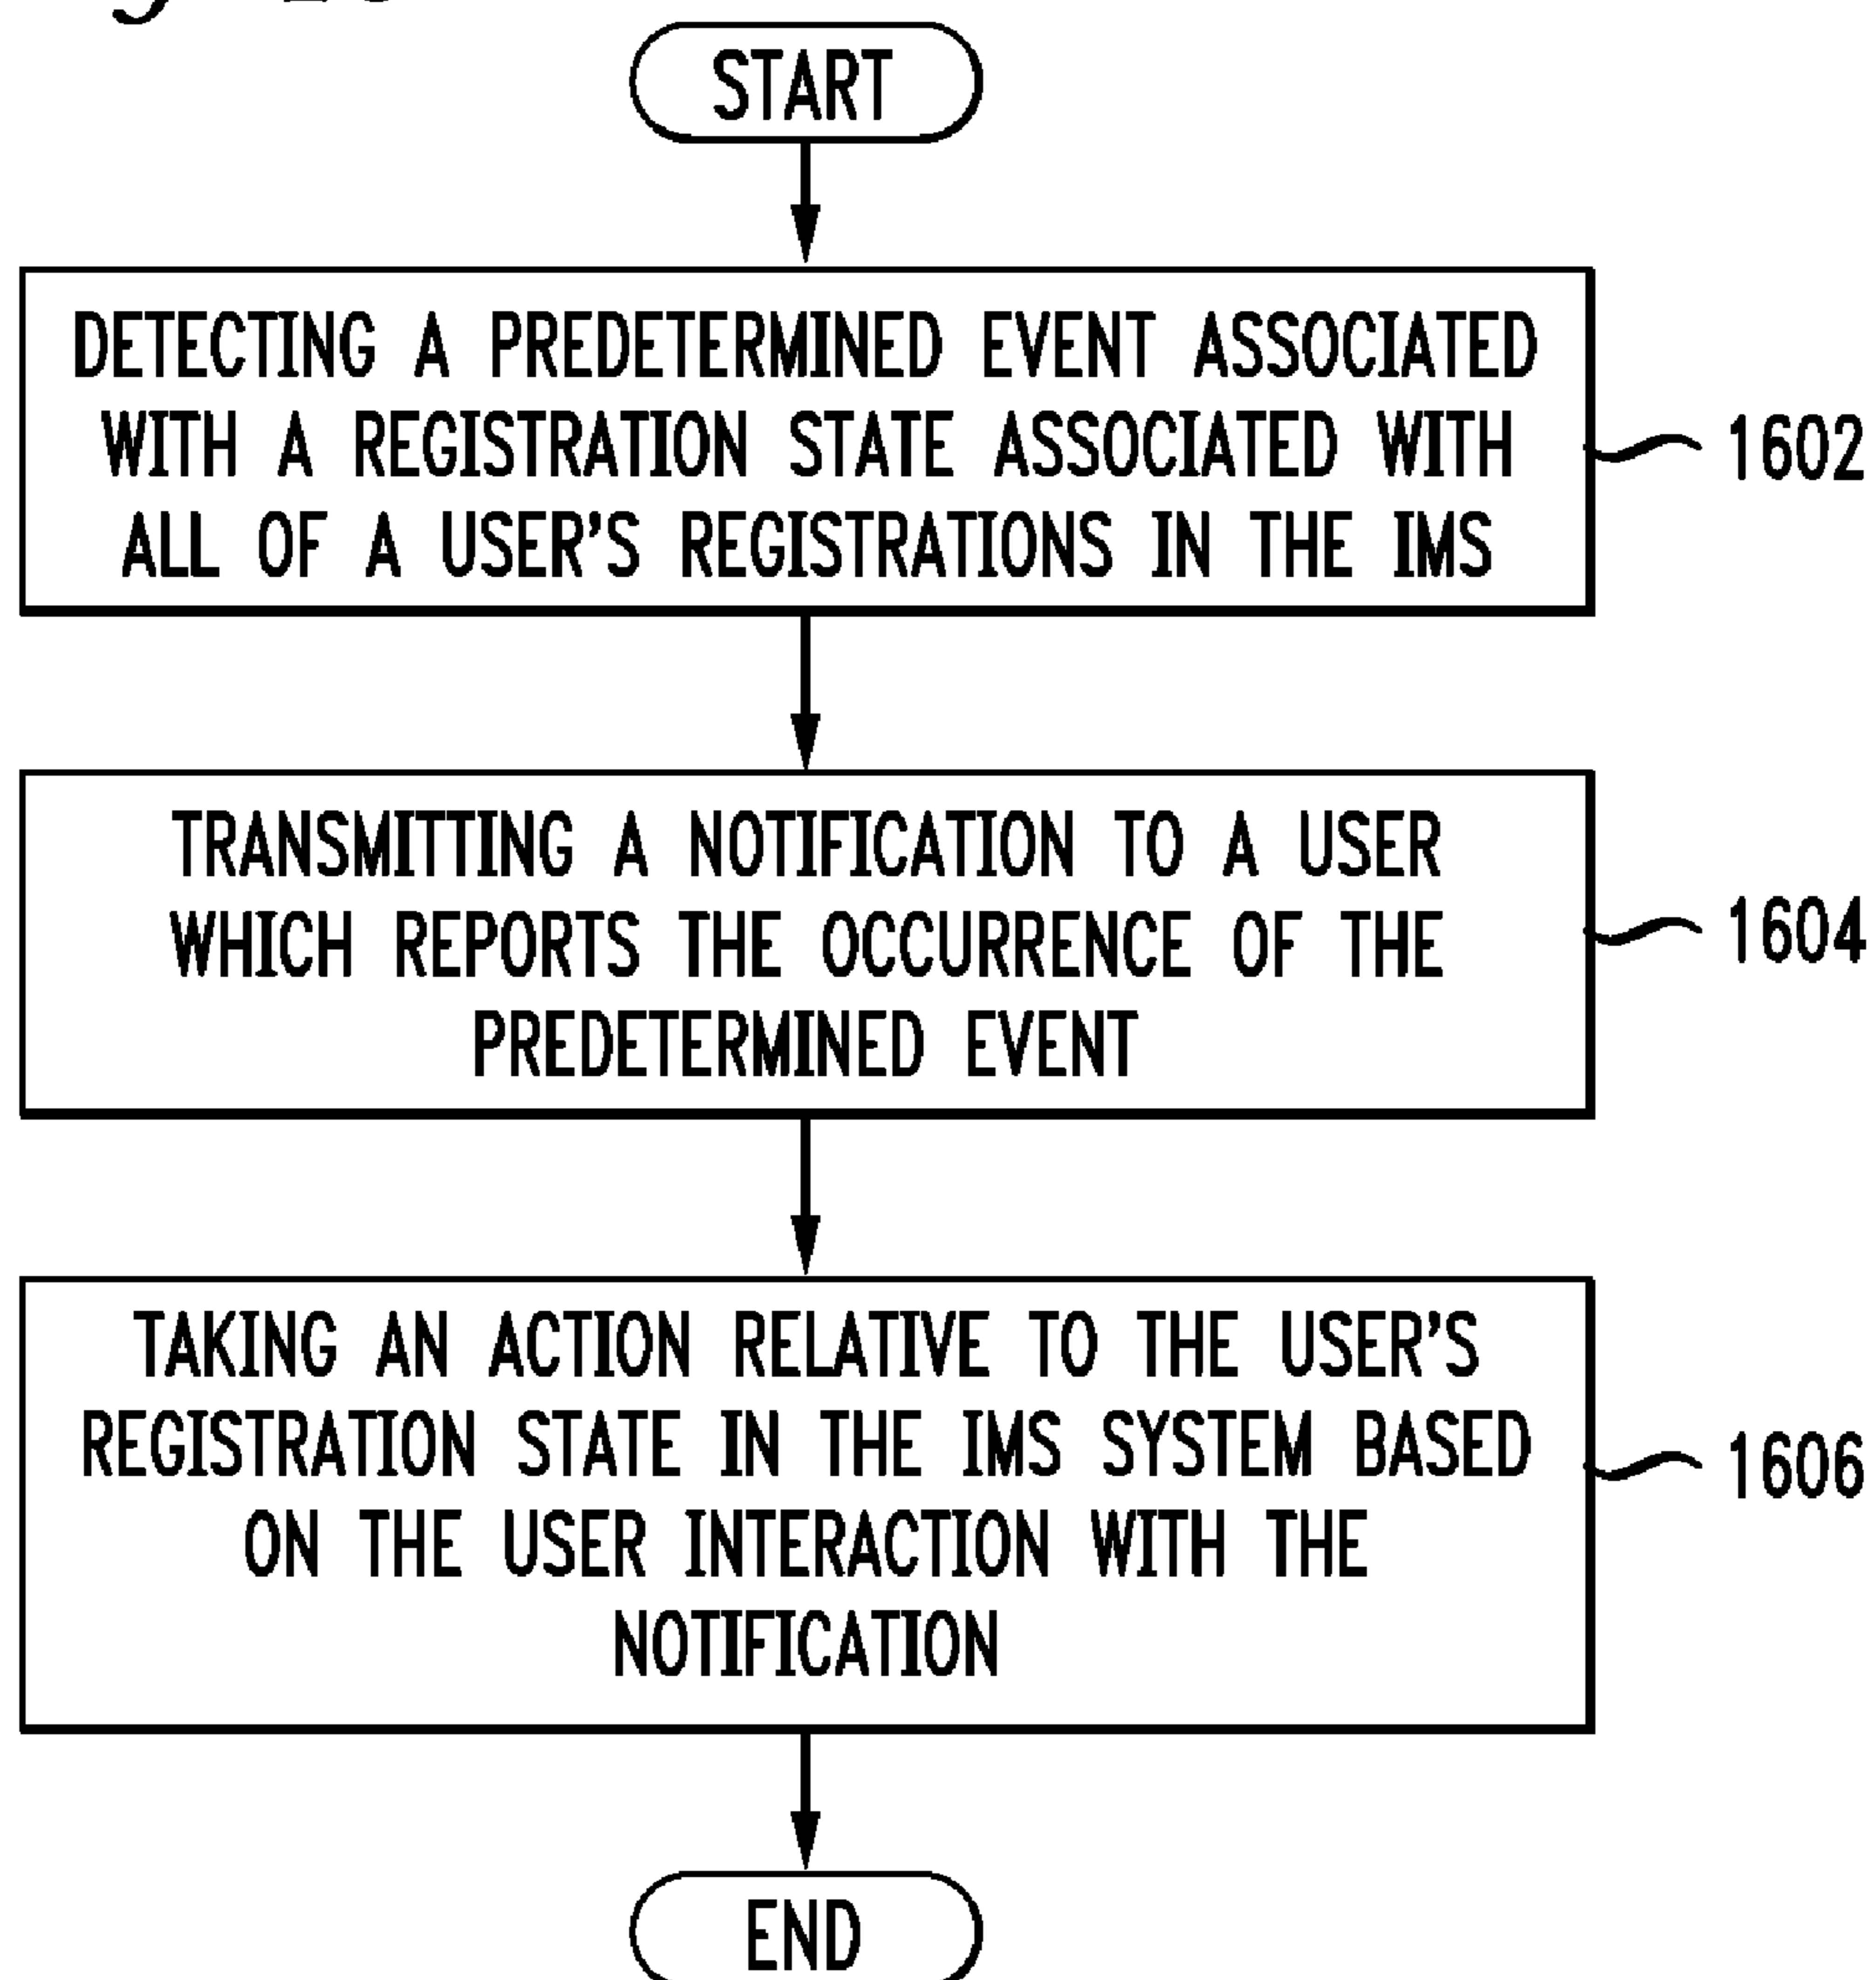 START
DETECTING A PREDETERMINED EVENT ASSOCIATED
WITH A REGISTRATION STATE ASSOCIATED WITH
ALL OF A USER'S REGISTRATIONS IN THE IMS
1602
TRANSMITTING A NOTIFICATION TO A USER
WHICH REPORTS THE OCCURRENCE OF THE
PREDETERMINED EVENT
1604
TAKING AN ACTION RELATIVE TO THE USER'S
REGISTRATION STATE IN THE IMS SYSTEM BASED
ON THE USER INTERACTION WITH THE
NOTIFICATION
1606
END